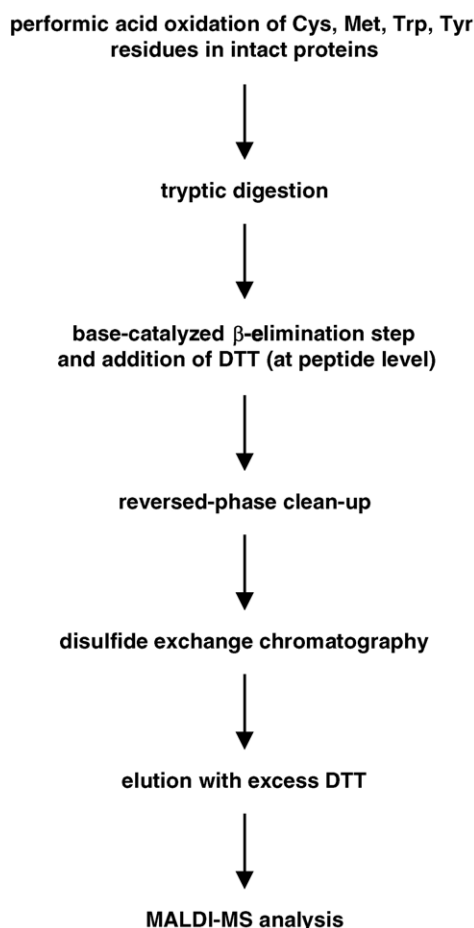 performic acid oxidation of Cys, Met, Trp, Tyr
residues in intact proteins
tryptic digestion
base-catalyzed β-elimination step
and addition of DTT (at peptide level)
reversed-phase clean-up
disulfide exchange chromatography
elution with excess DTT
MALDI-MS analysis